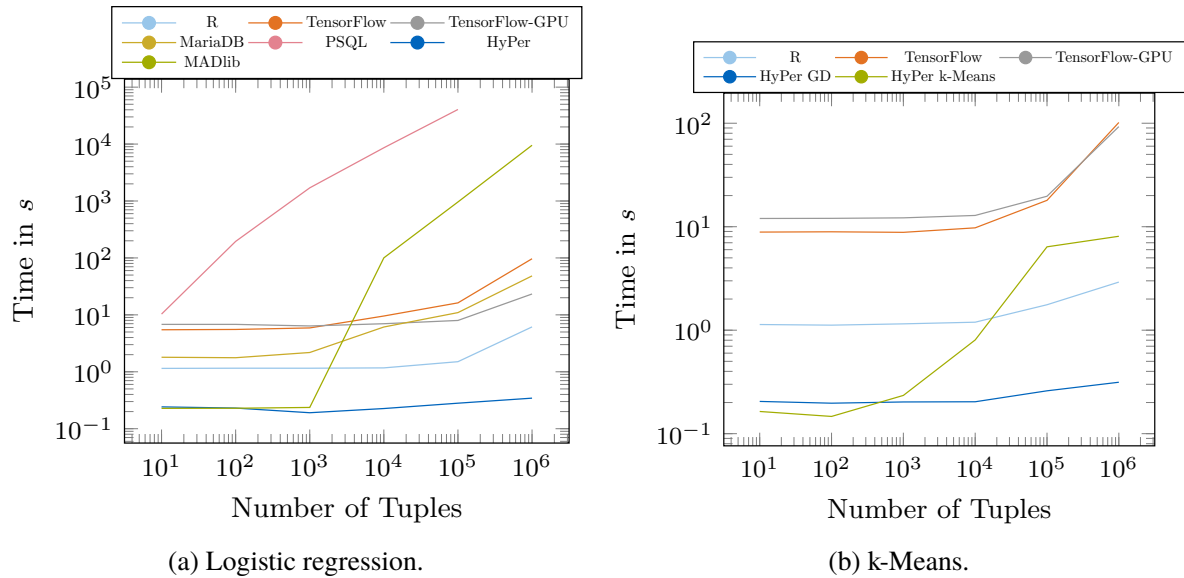 R TensorFlow TensorFlow-GPU
MariaDB PSQL HyPer
MADlib
10^5
10^4
10^3
10^2
10^1
10^0
10^−1
Time in s
10^1 10^2 10^3 10^4 10^5 10^6
Number of Tuples
(a) Logistic regression.
R TensorFlow TensorFlow-GPU
HyPer GD HyPer k-Means
10^2
10^1
10^0
10^−1
Time in s
10^1 10^2 10^3 10^4 10^5 10^6
Number of Tuples
(b) k-Means.